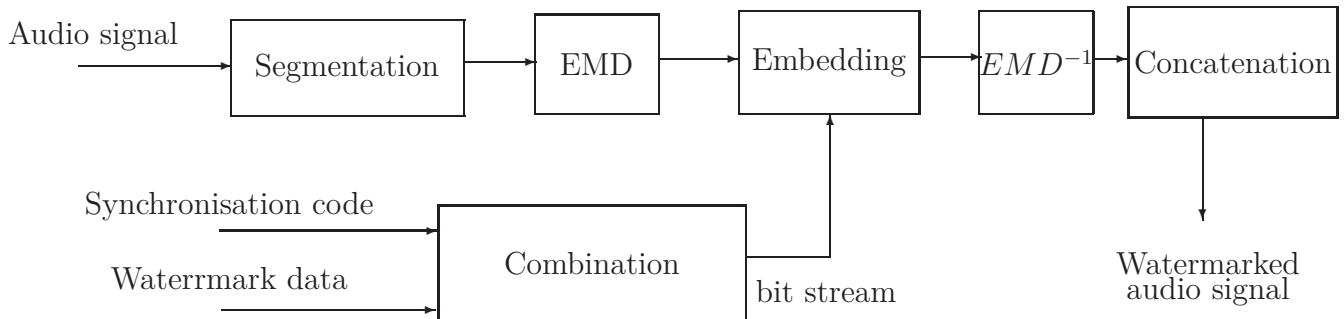 Audio signal
Segmentation
EMD
Embedding
EMD⁻¹
Concatenation
Synchronisation code
Waterrmark data
Combination
bit stream
Watermarked
audio signal